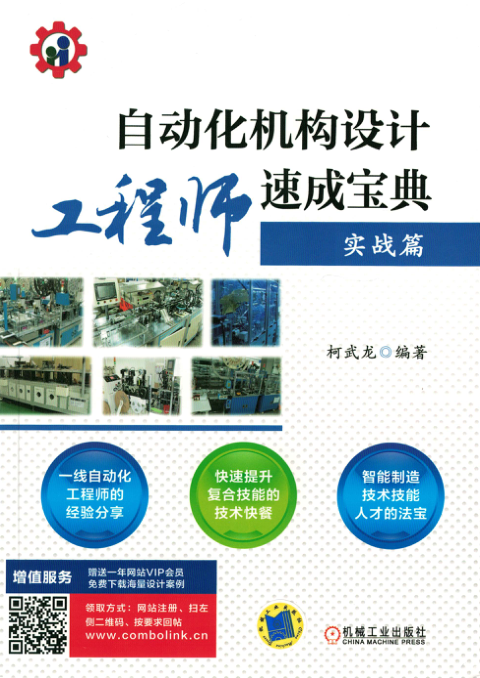 自动化机构设计
工程师
速成宝典
实战篇
柯武龙◎编著
一线自动化
工程师的
经验分享
快速提升
复合技能的
技术快餐
智能制造
技术技能
人才的法宝
增值服务
赠送一年网站VIP会员
免费下载海量设计案例
领取方式：网站注册、扫左
侧二维码、按要求回帖
www.combolink.cn
机械工业出版社
CHINA MACHINE PRESS